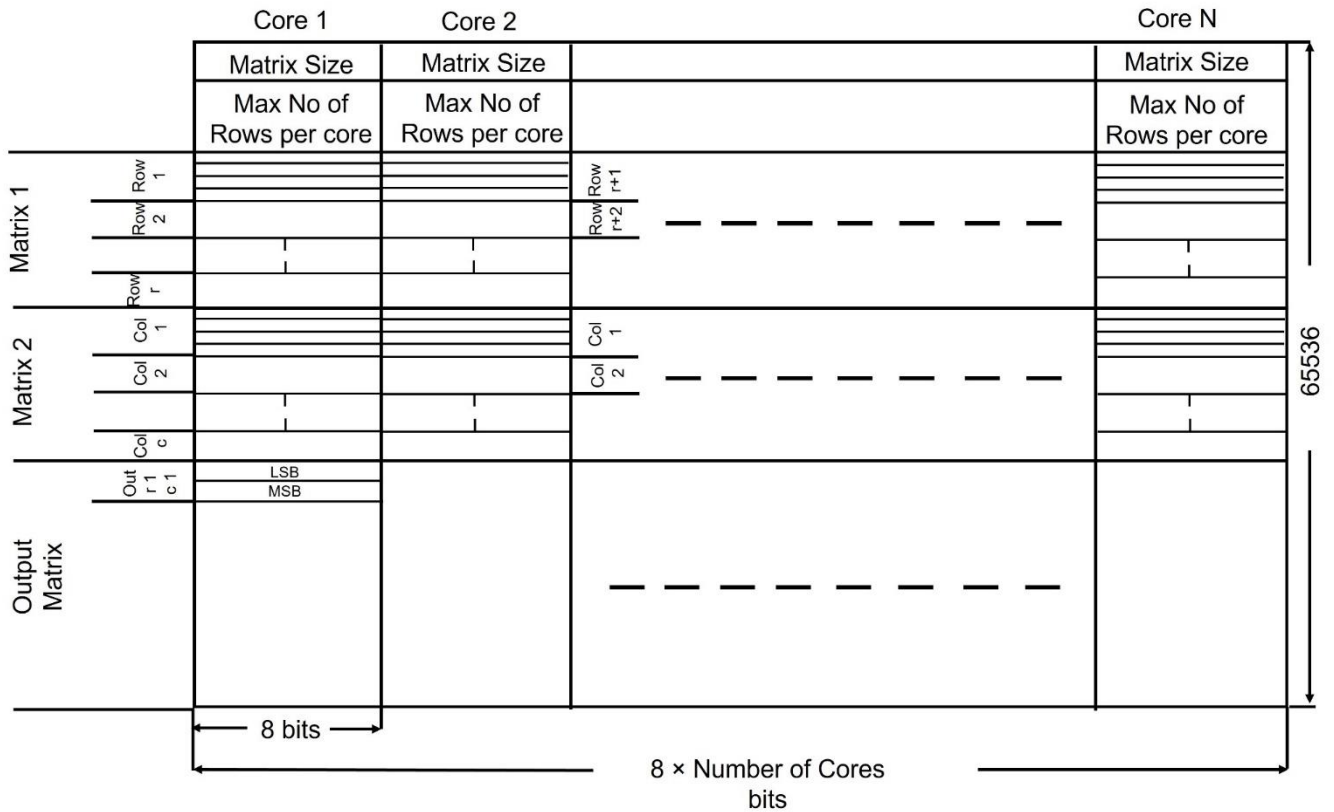 Core 1
Core 2
Core N
Matrix Size
Matrix Size
Matrix Size
Max No of
Rows per core
Max No of
Rows per core
Max No of
Rows per core
Matrix 1
Row
1
Row
2
Row
r
Row
r+1
Row
r+2
Matrix 2
Col
1
Col
2
Col
c
Col
1
Col
2
65536
Output
Matrix
Out
r 1
c 1
LSB
MSB
8 bits
8 × Number of Cores
bits